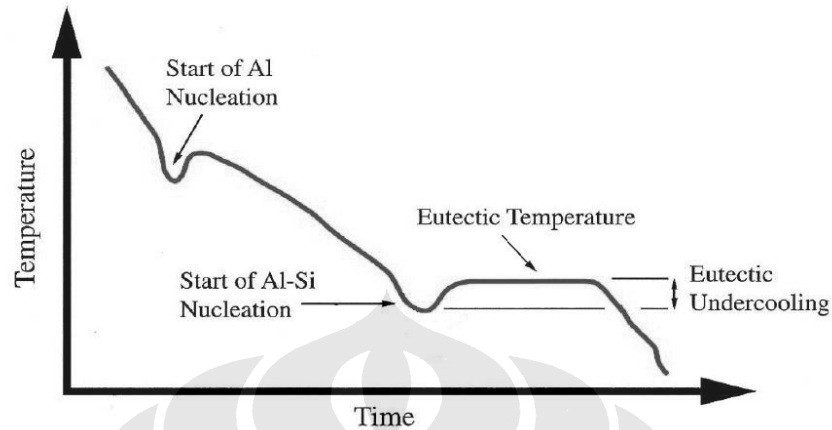 Start of Al
Nucleation
Temperature
Eutectic Temperature
Start of Al-Si
Nucleation
Eutectic
Undercooling
Time